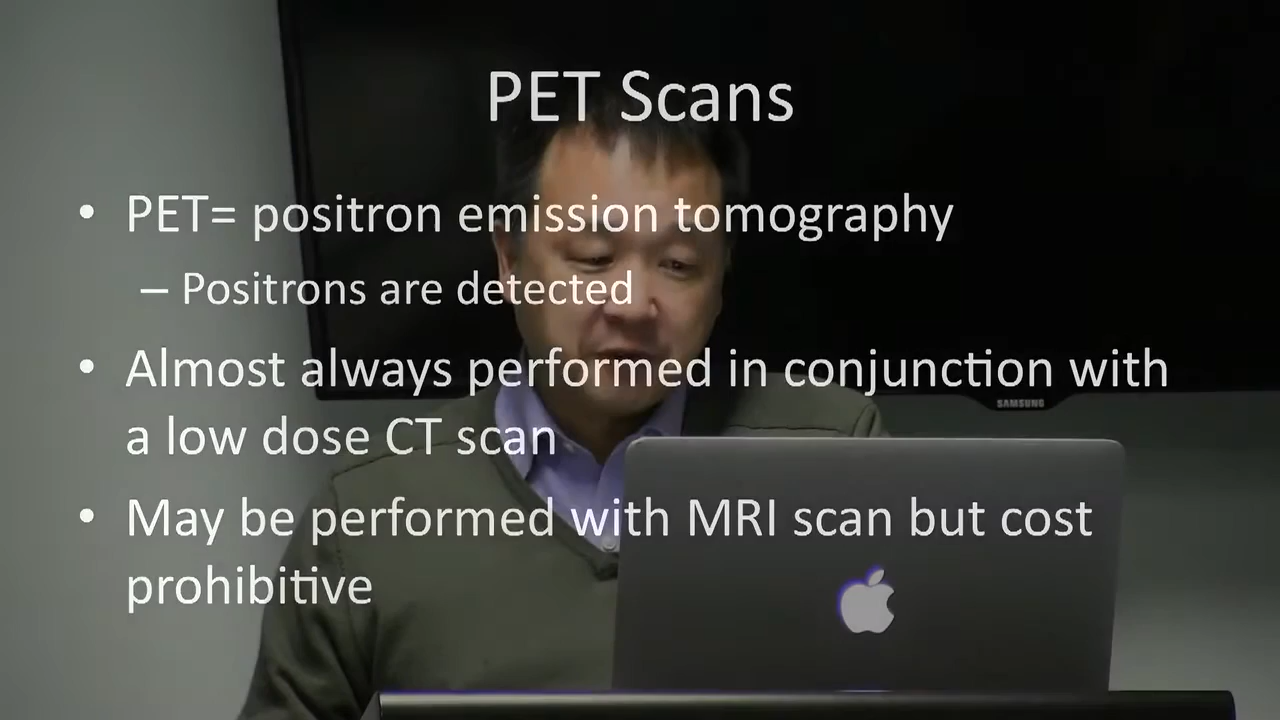 PET Scans
• PET= positron emission tomography
– Positrons are detected
• Almost always performed in conjunction with
a low dose CT scan
SAMSUNG
• May be performed with MRI scan but cost
prohibitive